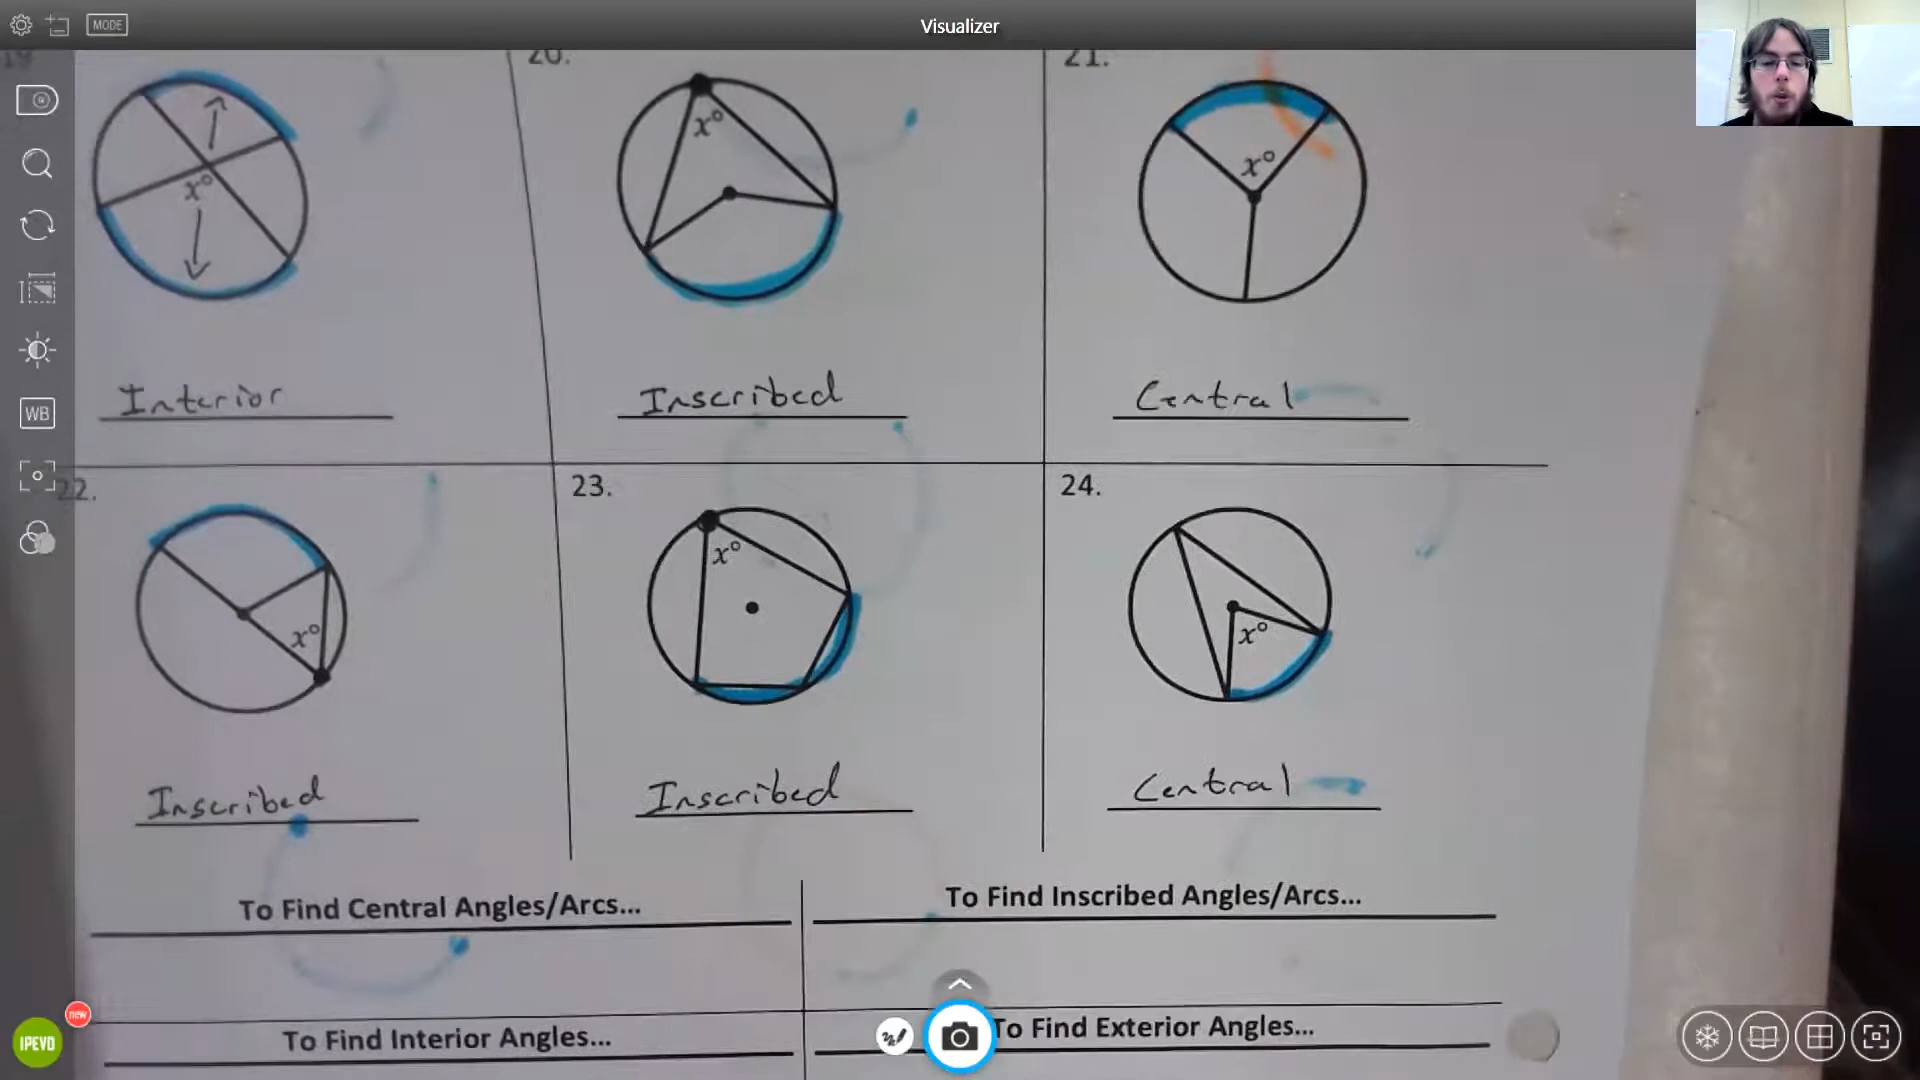 MODE
Visualizer
19
20.
21.
x°
x°
x°
Interior
Inscribed
Central
WB
22.
23.
24.
x°
x°
x°
Inscribed
Inscribed
Central
To Find Central Angles/Arcs...
To Find Inscribed Angles/Arcs...
new
IPEVO
To Find Interior Angles...
To Find Exterior Angles...